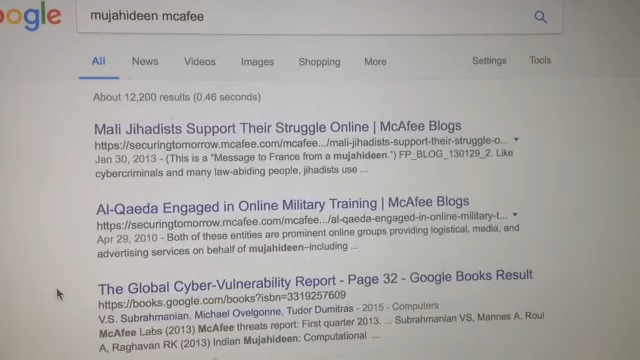 ogle
mujahideen mcafee
All News Videos Images Shopping More Settings Tools
About 12,200 results (0.46 seconds)
Mali Jihadists Support Their Struggle Online | McAfee Blogs
https://securingtomorrow.mcafee.com/mcafee.../mali-jihadists-support-their-struggle-o...
Jan 30, 2013 - (This is a "Message to France from a mujahideen.") FP_BLOG_130129_2. Like
cybercriminals and many law-abiding people, jihadists use ...
Al-Qaeda Engaged in Online Military Training | McAfee Blogs
https://securingtomorrow.mcafee.com/mcafee.../al-qaeda-engaged-in-online-military-t...
Apr 29, 2010 - Both of these entities are prominent online groups providing logistical, media, and
advertising services on behalf of mujahideen–including ...
The Global Cyber-Vulnerability Report - Page 32 - Google Books Result
https://books.google.com/books?isbn=3319257609
V.S. Subrahmanian, Michael Ovelgonne, Tudor Dumitras - 2015 - Computers
McAfee Labs (2013) McAfee threats report: First quarter 2013. ... Subrahmanian VS, Mannes A, Roul
A, Raghavan RK (2013) Indian Mujahideen: Computational ...